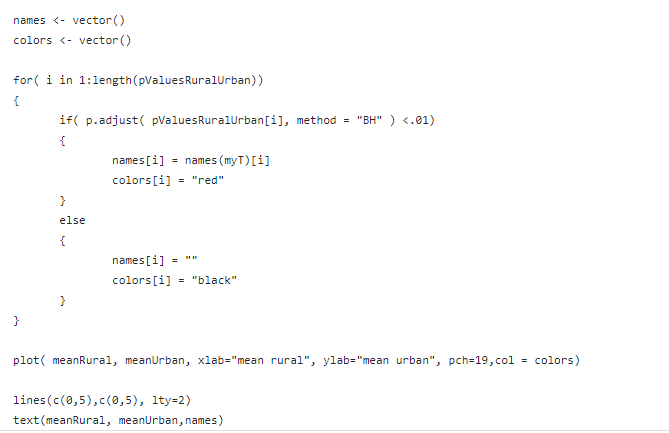 names <- vector()
colors <- vector()

for( i in 1:length(pValuesRuralUrban))
{
	if( p.adjust( pValuesRuralUrban[i], method = "BH" ) <.01)
	{
		names[i] = names(myT)[i]
		colors[i] = "red"
	}
	else
	{
		names[i] = ""
		colors[i] = "black"
	}
}

plot( meanRural, meanUrban, xlab="mean rural", ylab="mean urban", pch=19,col = colors)

lines(c(0,5),c(0,5), lty=2)
text(meanRural, meanUrban,names)